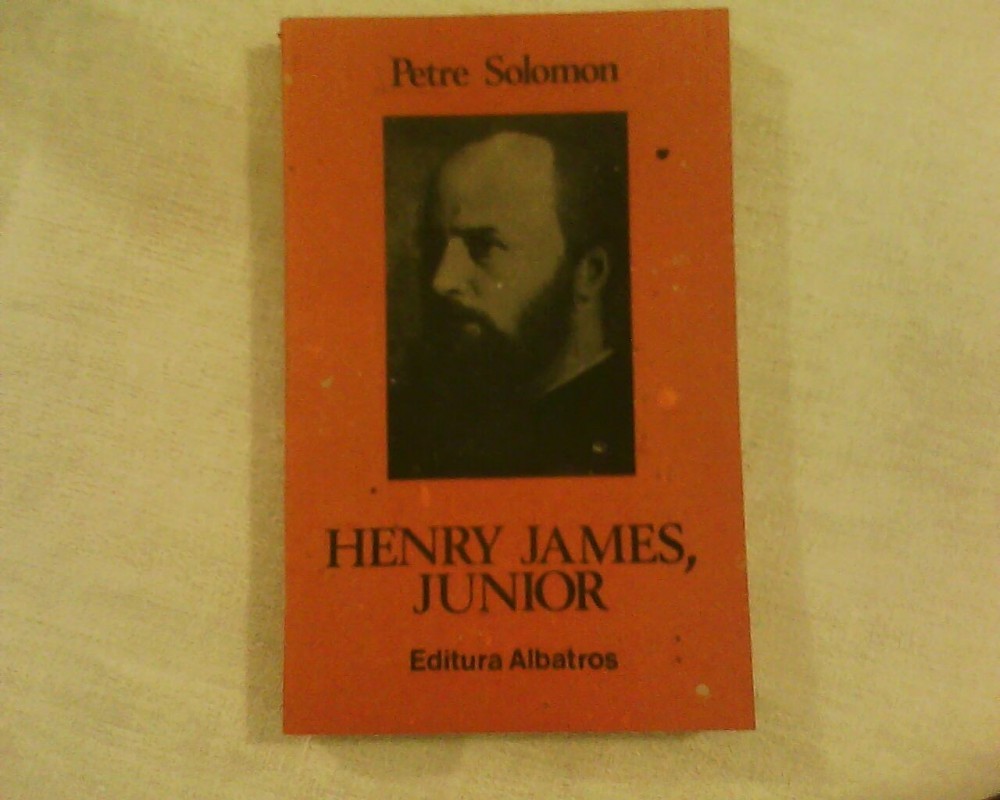 Petre Solomon
HENRY JAMES,
JUNIOR
Editura Albatros